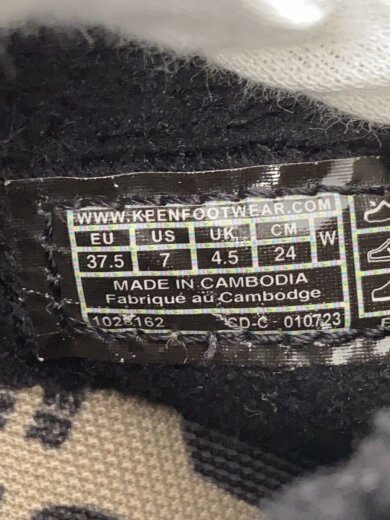 WWW.KEENFOOTWEAR.COM
EU US UK CM W
37.5 7 4.5 24
MADE IN CAMBODIA
Fabriqué au Cambodge
CD-C - 010723